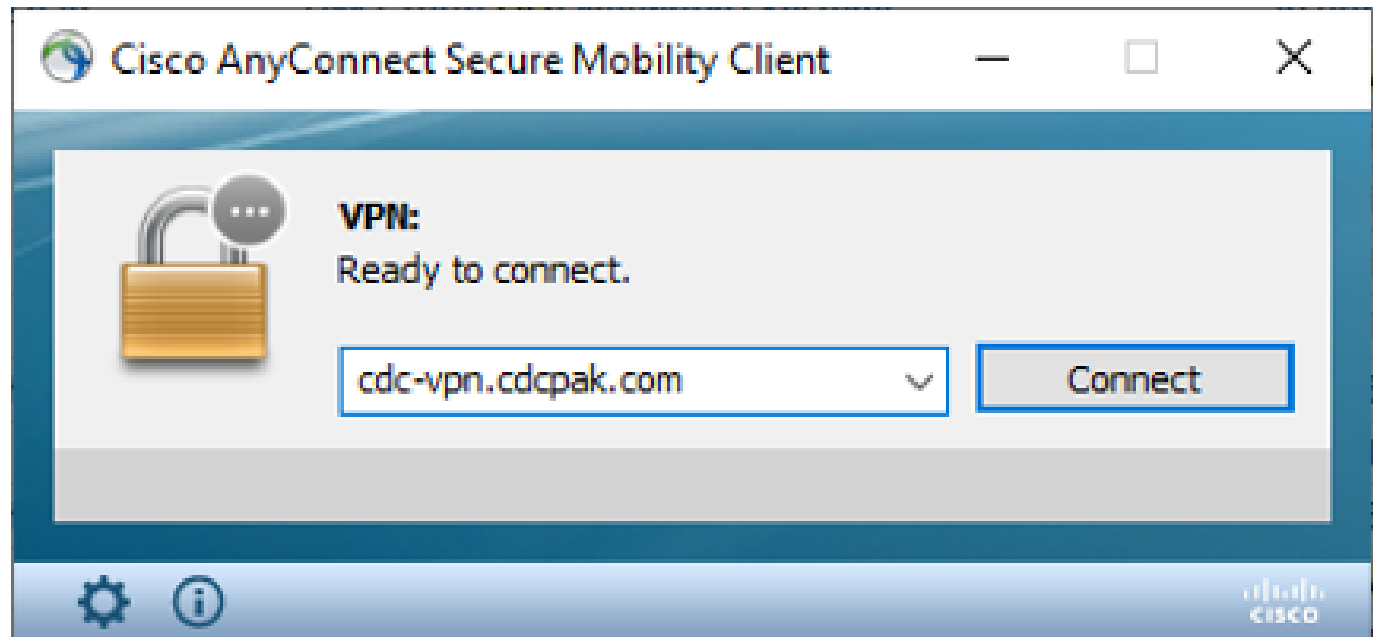 Cisco AnyConnect Secure Mobility Client
VPN:
Ready to connect.
cdc-vpn.cdcpak.com
Connect
CISCO